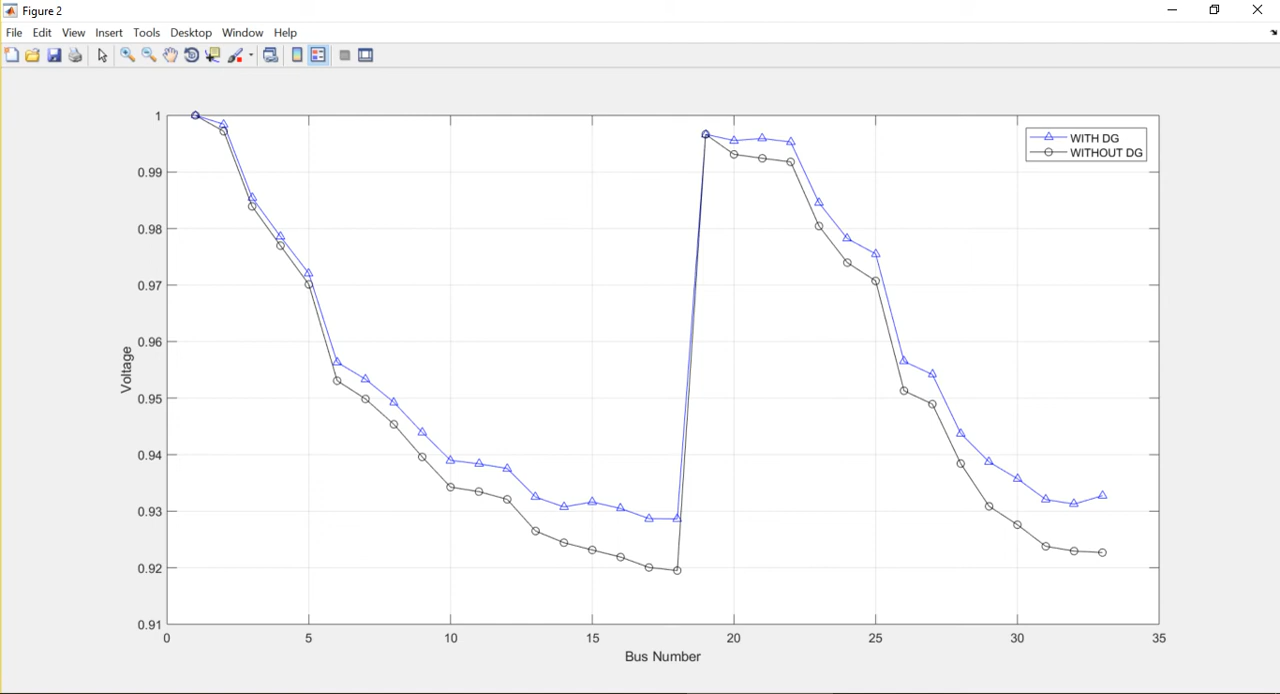 Figure 2
File Edit View Insert Tools Desktop Window Help
WITH DG
WITHOUT DG
1
0.99
0.98
0.97
0.96
0.95
0.94
0.93
0.92
0.91
Voltage
0 5 10 15 20 25 30 35
Bus Number